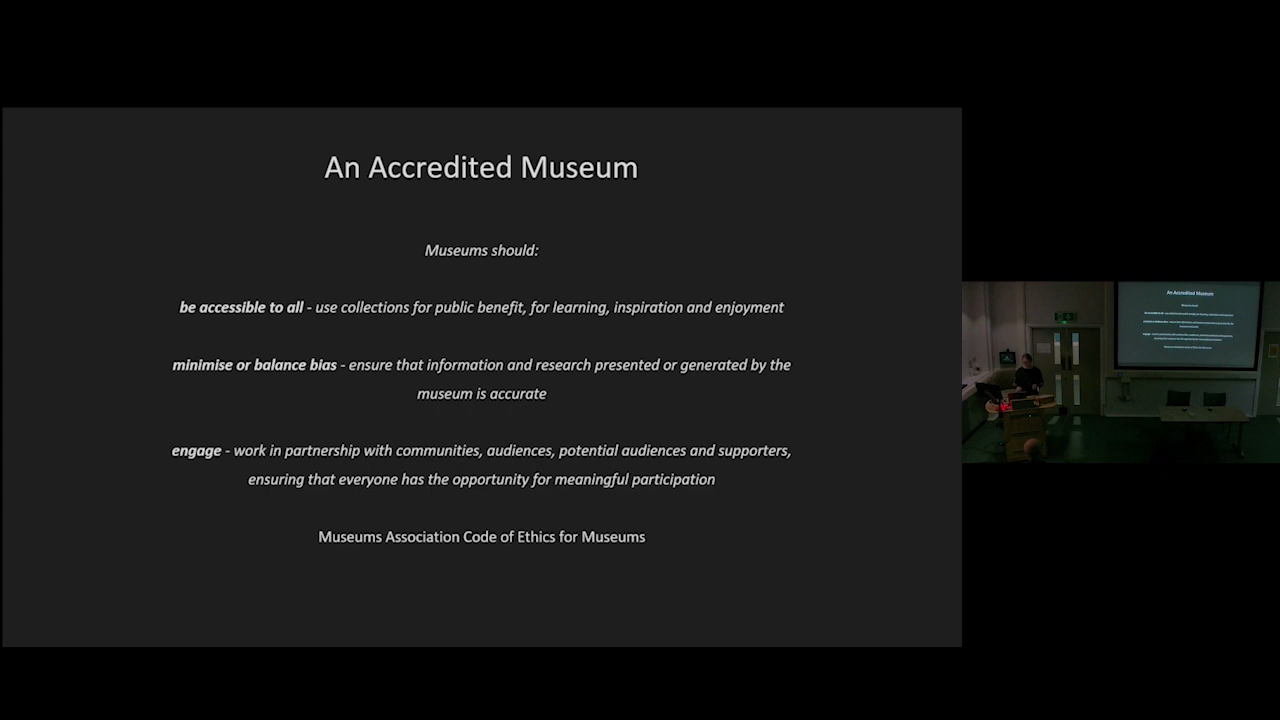 An Accredited Museum
Museums should:
be accessible to all - use collections for public benefit, for learning, inspiration and enjoyment
minimise or balance bias - ensure that information and research presented or generated by the
museum is accurate
engage - work in partnership with communities, audiences, potential audiences and supporters,
ensuring that everyone has the opportunity for meaningful participation
Museums Association Code of Ethics for Museums
An Accredited Museum